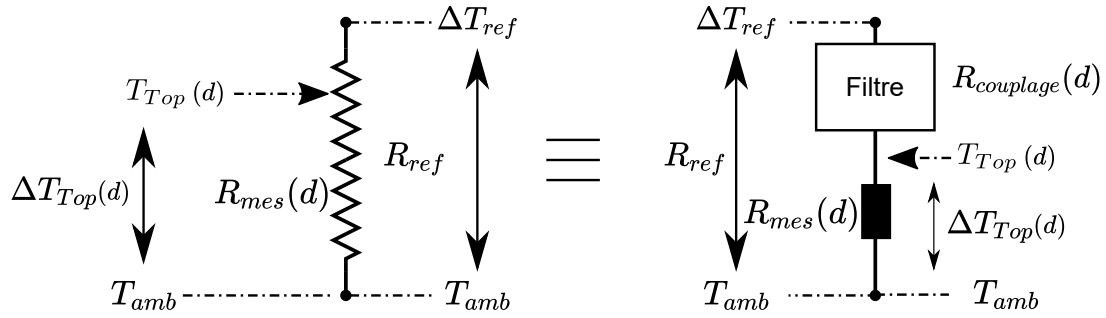 ΔT_ref
T_Top (d)
R_ref
ΔT_Top(d)
R_mes(d)
T_amb
T_amb
≡
ΔT_ref
Filtre
R_couplage(d)
R_ref
T_Top (d)
R_mes(d)
ΔT_Top(d)
T_amb
T_amb